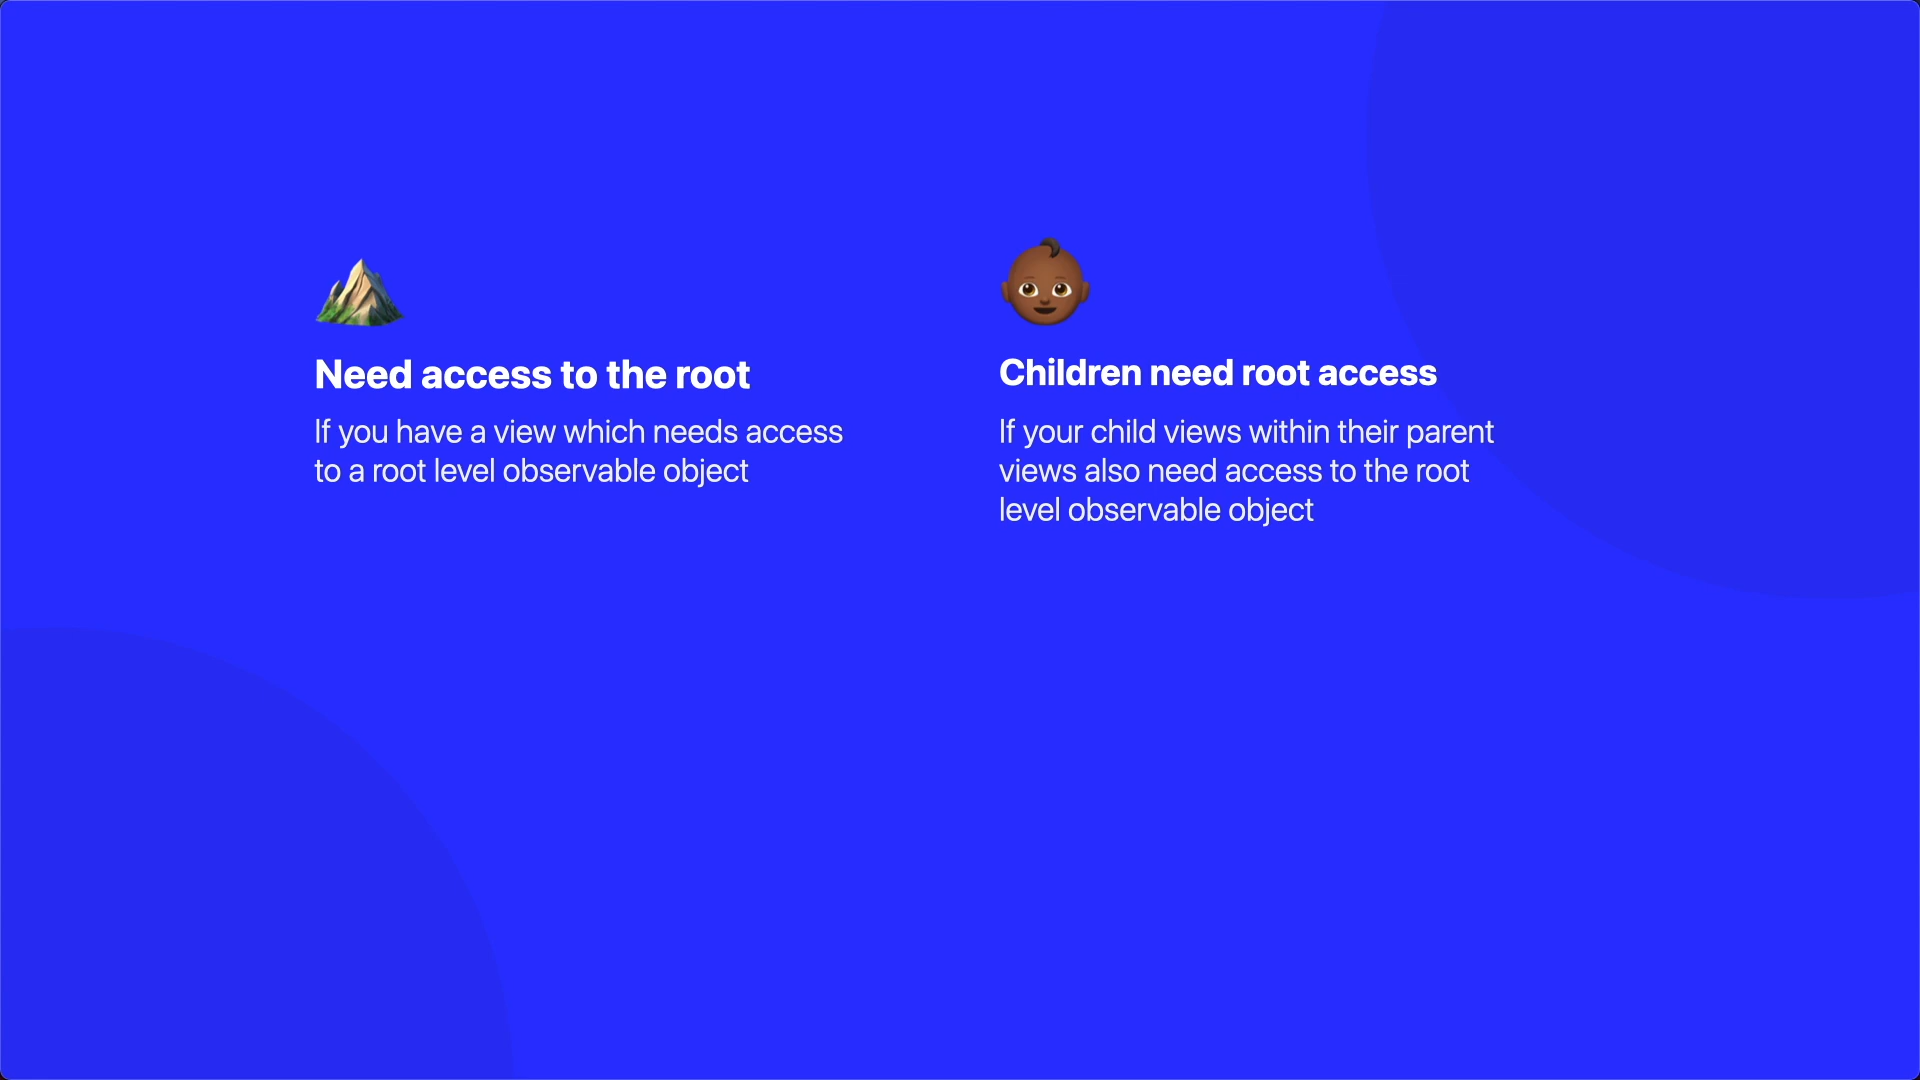 Need access to the root
If you have a view which needs access
to a root level observable object
Children need root access
If your child views within their parent
views also need access to the root
level observable object